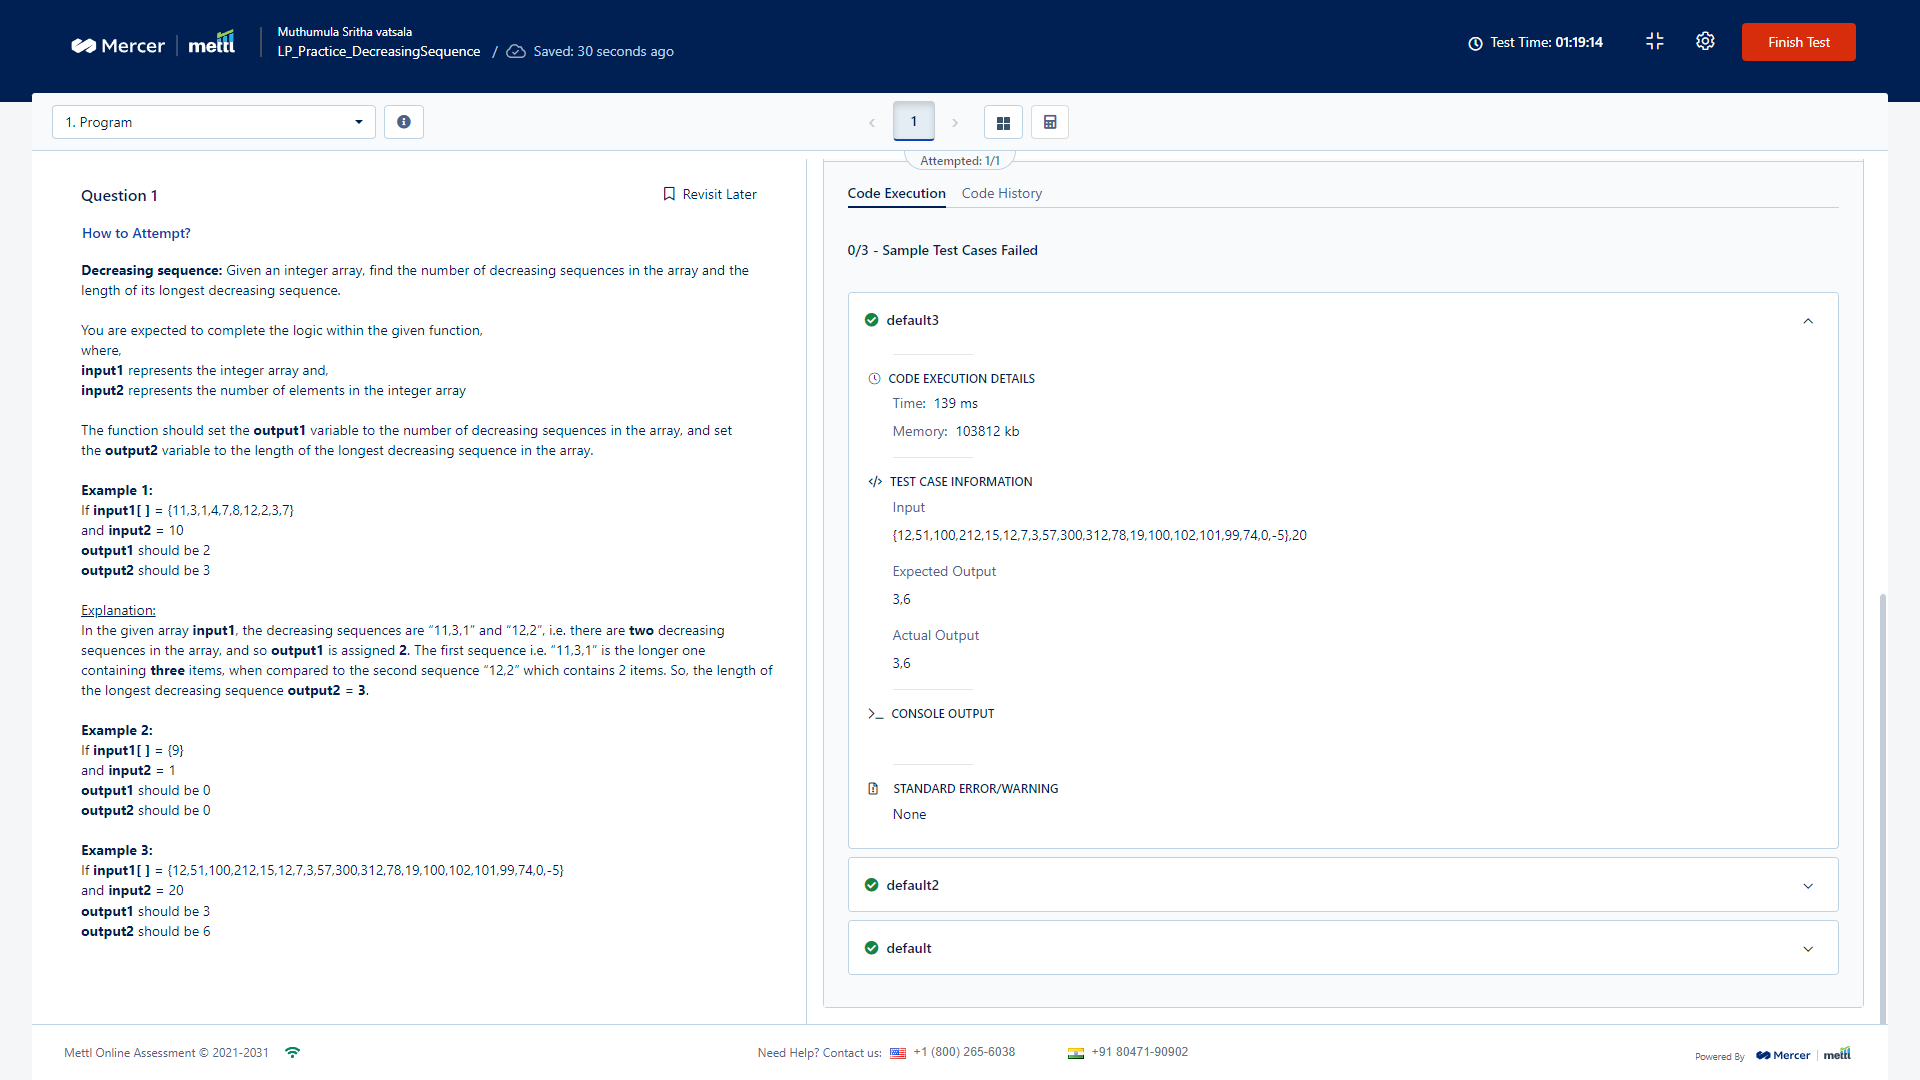 Mercer | mettl
Muthumula Sritha vatsala
LP_Practice_DecreasingSequence / Saved: 30 seconds ago
Test Time: 01:19:14
Finish Test
1. Program
1
Attempted: 1/1
Question 1
Revisit Later
How to Attempt?
Decreasing sequence: Given an integer array, find the number of decreasing sequences in the array and the
length of its longest decreasing sequence.
You are expected to complete the logic within the given function,
where,
input1 represents the integer array and,
input2 represents the number of elements in the integer array
The function should set the output1 variable to the number of decreasing sequences in the array, and set
the output2 variable to the length of the longest decreasing sequence in the array.
Example 1:
If input1[ ] = {11,3,1,4,7,8,12,2,3,7}
and input2 = 10
output1 should be 2
output2 should be 3
Explanation:
In the given array input1, the decreasing sequences are “11,3,1” and “12,2”, i.e. there are two decreasing
sequences in the array, and so output1 is assigned 2. The first sequence i.e. “11,3,1” is the longer one
containing three items, when compared to the second sequence “12,2” which contains 2 items. So, the length of
the longest decreasing sequence output2 = 3.
Example 2:
If input1[ ] = {9}
and input2 = 1
output1 should be 0
output2 should be 0
Example 3:
If input1[ ] = {12,51,100,212,15,12,7,3,57,300,312,78,19,100,102,101,99,74,0,-5}
and input2 = 20
output1 should be 3
output2 should be 6
Code Execution
Code History
0/3 - Sample Test Cases Failed
default3
CODE EXECUTION DETAILS
Time: 139 ms
Memory: 103812 kb
TEST CASE INFORMATION
Input
{12,51,100,212,15,12,7,3,57,300,312,78,19,100,102,101,99,74,0,-5},20
Expected Output
3,6
Actual Output
3,6
CONSOLE OUTPUT
STANDARD ERROR/WARNING
None
default2
default
Mettl Online Assessment © 2021-2031
Need Help? Contact us: +1 (800) 265-6038
+91 80471-90902
Powered By Mercer | mettl